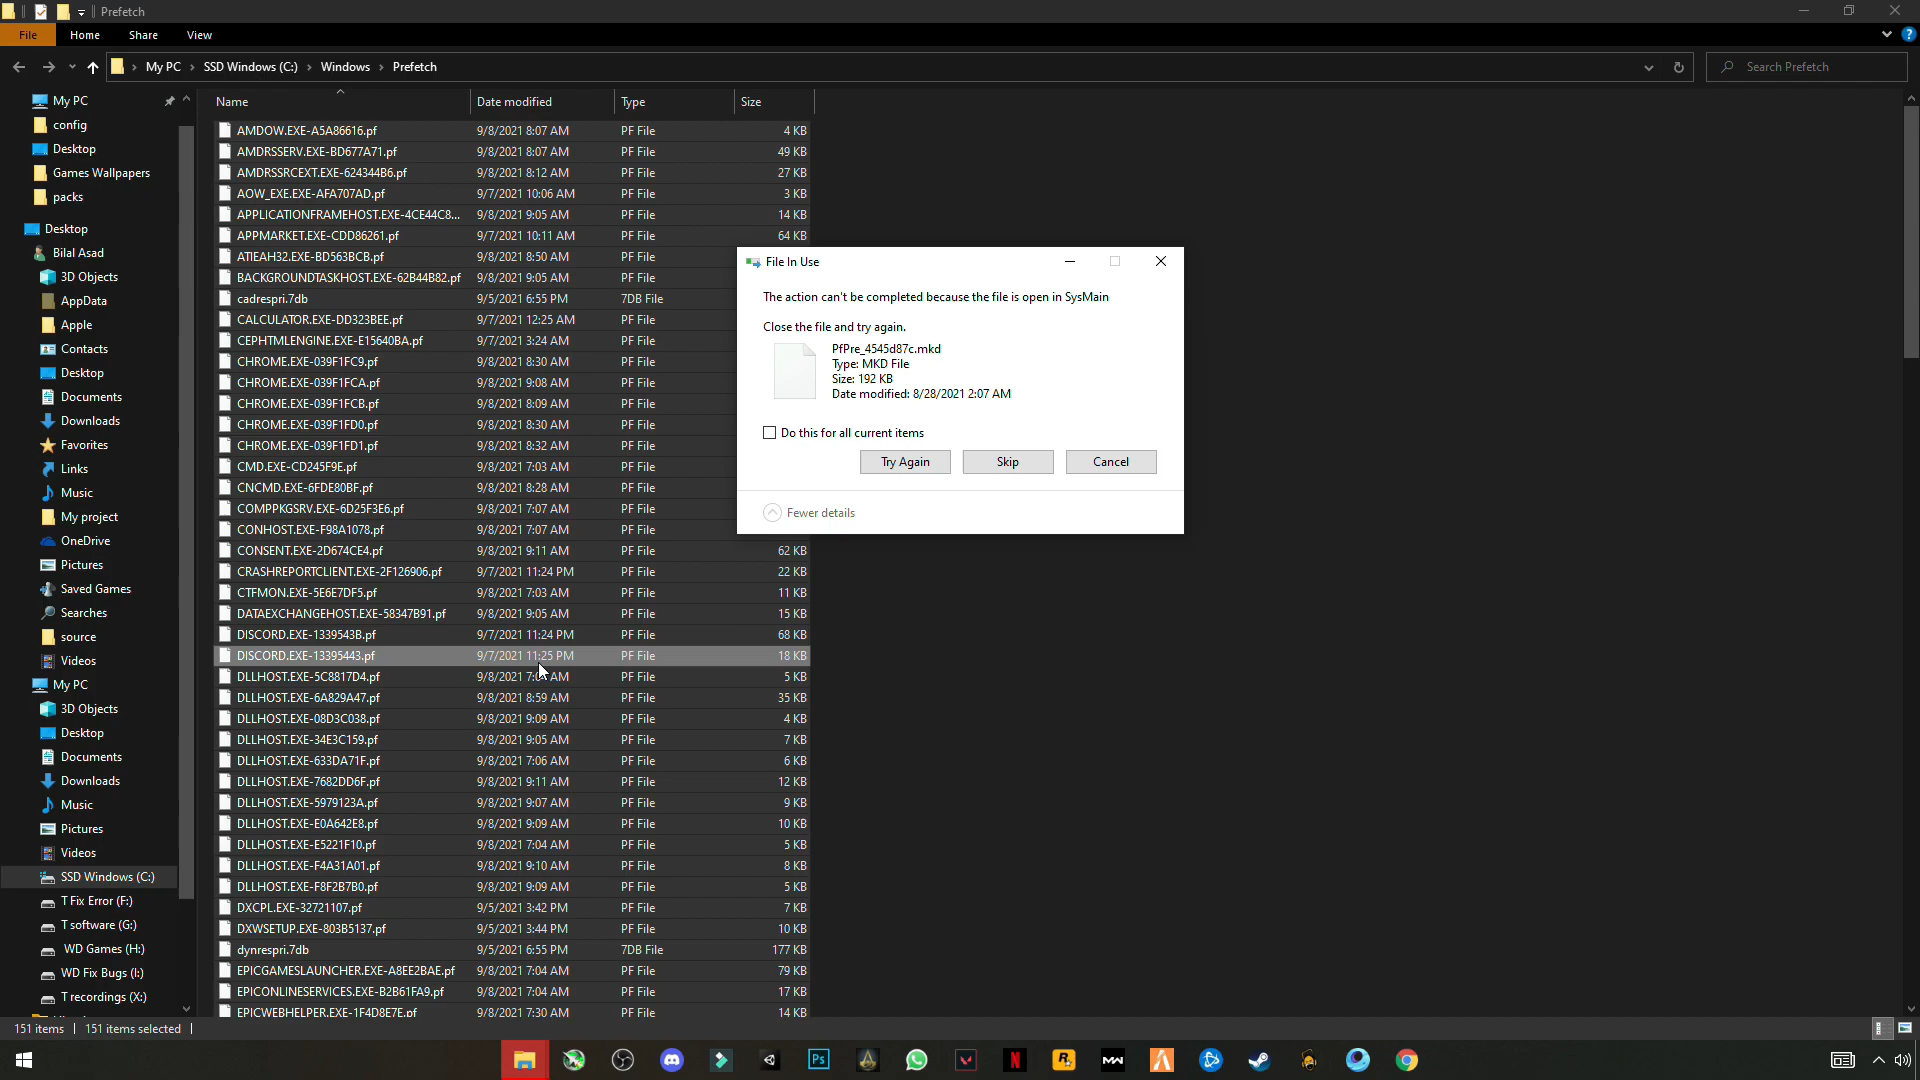 Prefetch
File
Home
Share
View
My PC
SSD Windows (C:)
Windows
Prefetch
Search Prefetch
My PC
config
Desktop
Games Wallpapers
packs
Desktop
Bilal Asad
3D Objects
AppData
Apple
Contacts
Desktop
Documents
Downloads
Favorites
Links
Music
My project
OneDrive
Pictures
Saved Games
Searches
source
Videos
My PC
3D Objects
Desktop
Documents
Downloads
Music
Pictures
Videos
SSD Windows (C:)
T Fix Error (F:)
T software (G:)
WD Games (H:)
WD Fix Bugs (I:)
T recordings (X:)
Name Date modified Type Size
AMDOW.EXE-A5A86616.pf 9/8/2021 8:07 AM PF File 4 KB
AMDRSSERV.EXE-BD677A71.pf 9/8/2021 8:07 AM PF File 49 KB
AMDRSSRCEXT.EXE-624344B6.pf 9/8/2021 8:12 AM PF File 27 KB
AOW_EXE.EXE-AFA707AD.pf 9/7/2021 10:06 AM PF File 3 KB
APPLICATIONFRAMEHOST.EXE-4CE44C8... 9/8/2021 9:05 AM PF File 14 KB
APPMARKET.EXE-CDD86261.pf 9/7/2021 10:11 AM PF File 64 KB
ATIEAH32.EXE-BD563BCB.pf 9/8/2021 8:50 AM PF File
BACKGROUNDTASKHOST.EXE-62B44B82.pf 9/8/2021 9:05 AM PF File
cadrespri.7db 9/5/2021 6:55 PM 7DB File
CALCULATOR.EXE-DD323BEE.pf 9/7/2021 12:25 AM PF File
CEPHTMLENGINE.EXE-E15640BA.pf 9/7/2021 3:24 AM PF File
CHROME.EXE-039F1FC9.pf 9/8/2021 8:30 AM PF File
CHROME.EXE-039F1FCA.pf 9/8/2021 9:08 AM PF File
CHROME.EXE-039F1FCB.pf 9/8/2021 8:09 AM PF File
CHROME.EXE-039F1FD0.pf 9/8/2021 8:30 AM PF File
CHROME.EXE-039F1FD1.pf 9/8/2021 8:32 AM PF File
CMD.EXE-CD245F9E.pf 9/8/2021 7:03 AM PF File
CNCMD.EXE-6FDE80BF.pf 9/8/2021 8:28 AM PF File
COMPPKGSRV.EXE-6D25F3E6.pf 9/8/2021 7:07 AM PF File
CONHOST.EXE-F98A1078.pf 9/8/2021 7:07 AM PF File
CONSENT.EXE-2D674CE4.pf 9/8/2021 9:11 AM PF File 62 KB
CRASHREPORTCLIENT.EXE-2F126906.pf 9/7/2021 11:24 PM PF File 22 KB
CTFMON.EXE-5E6E7DF5.pf 9/8/2021 7:03 AM PF File 11 KB
DATAEXCHANGEHOST.EXE-58347B91.pf 9/8/2021 9:05 AM PF File 15 KB
DISCORD.EXE-1339543B.pf 9/7/2021 11:24 PM PF File 68 KB
DISCORD.EXE-13395443.pf 9/7/2021 11:25 PM PF File 18 KB
DLLHOST.EXE-5C8817D4.pf 9/8/2021 AM PF File 5 KB
DLLHOST.EXE-6A829A47.pf 9/8/2021 8:59 AM PF File 35 KB
DLLHOST.EXE-08D3C038.pf 9/8/2021 9:09 AM PF File 4 KB
DLLHOST.EXE-34E3C159.pf 9/8/2021 9:05 AM PF File 7 KB
DLLHOST.EXE-633DA71F.pf 9/8/2021 7:06 AM PF File 6 KB
DLLHOST.EXE-7682DD6F.pf 9/8/2021 9:11 AM PF File 12 KB
DLLHOST.EXE-5979123A.pf 9/8/2021 9:07 AM PF File 9 KB
DLLHOST.EXE-E0A642E8.pf 9/8/2021 9:09 AM PF File 10 KB
DLLHOST.EXE-E5221F10.pf 9/8/2021 7:04 AM PF File 5 KB
DLLHOST.EXE-F4A31A01.pf 9/8/2021 9:10 AM PF File 8 KB
DLLHOST.EXE-F8F2B7B0.pf 9/8/2021 9:09 AM PF File 5 KB
DXCPL.EXE-32721107.pf 9/5/2021 3:42 PM PF File 7 KB
DXWSETUP.EXE-803B5137.pf 9/5/2021 3:44 PM PF File 10 KB
dynrespri.7db 9/5/2021 6:55 PM 7DB File 177 KB
EPICGAMESLAUNCHER.EXE-A8EE2BAE.pf 9/8/2021 7:04 AM PF File 79 KB
EPICONLINESERVICES.EXE-B2B61FA9.pf 9/8/2021 7:04 AM PF File 17 KB
EPICWEBHELPER.EXE-1F4D8E7E.pf 9/8/2021 7:30 AM PF File 14 KB
File In Use
The action can't be completed because the file is open in SysMain
Close the file and try again.
PfPre_4545d87c.mkd
Type: MKD File
Size: 192 KB
Date modified: 8/28/2021 2:07 AM
Do this for all current items
Try Again
Skip
Cancel
Fewer details
151 items
151 items selected
Ps
N
R
MW